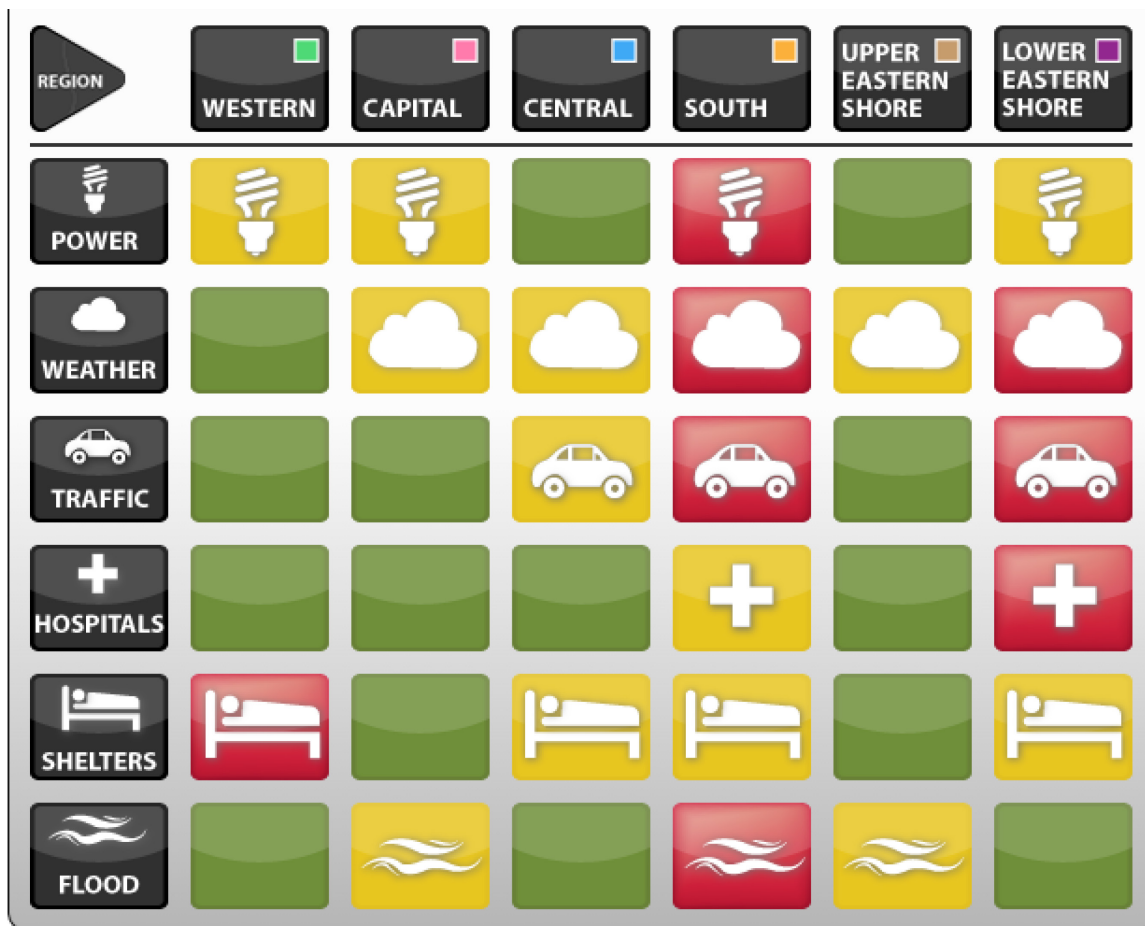 REGION
WESTERN
CAPITAL
CENTRAL
SOUTH
UPPER
EASTERN
SHORE
LOWER
EASTERN
SHORE
POWER
WEATHER
TRAFFIC
HOSPITALS
SHELTERS
FLOOD